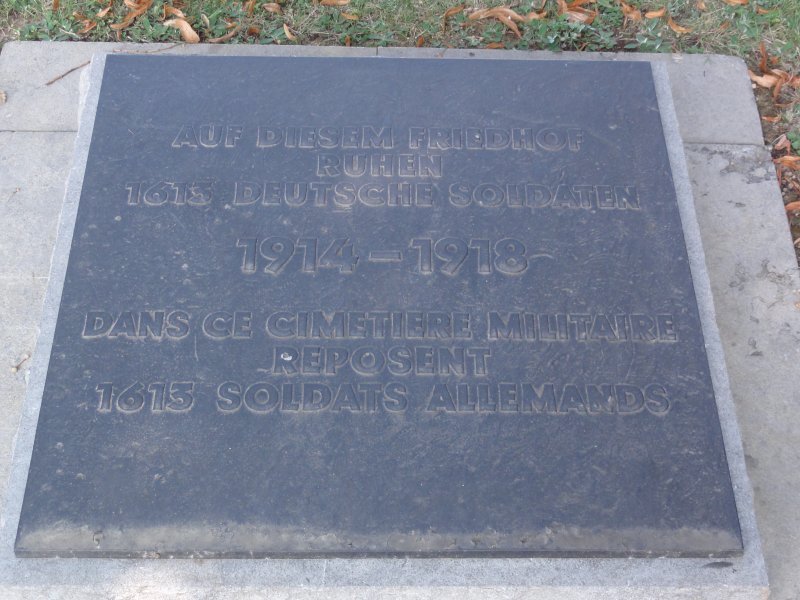 AUF DIESEM FRIEDHOF
RUHEN
1613 DEUTSCHE SOLDATEN
1914 – 1918
DANS CE CIMETIERE MILITAIRE
REPOSENT
1613 SOLDATS ALLEMANDS